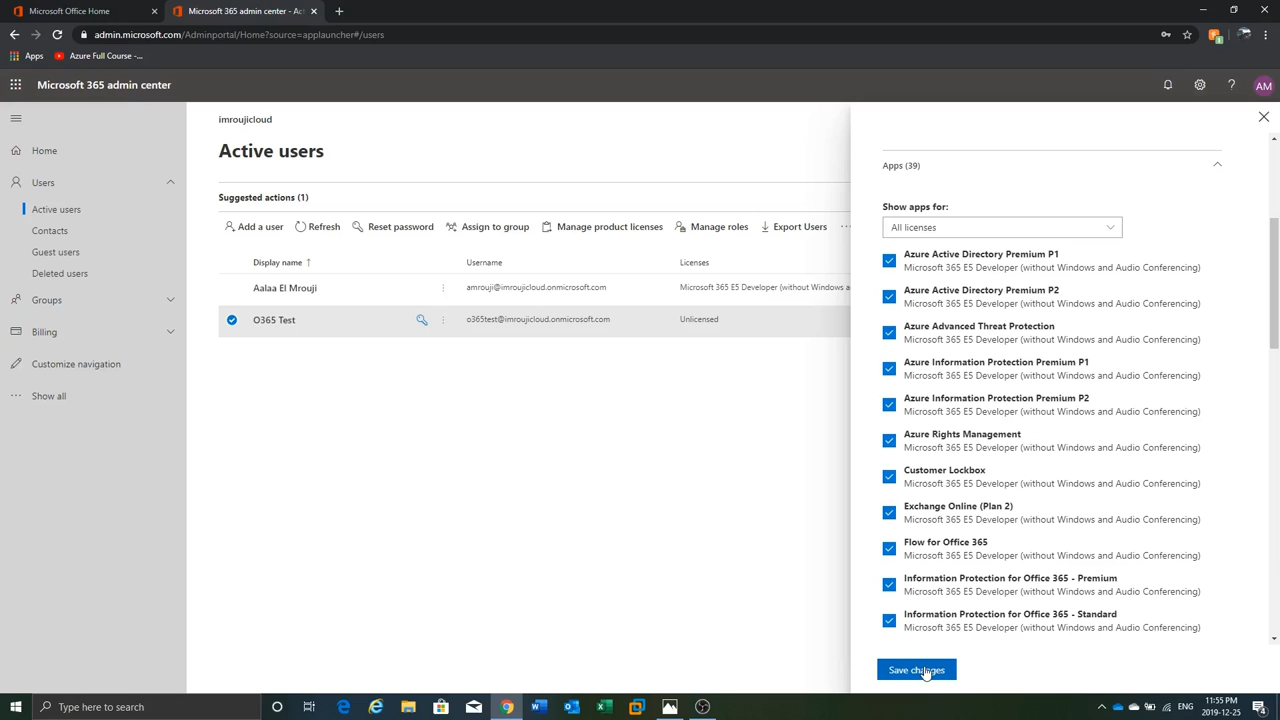 Microsoft Office Home
Microsoft 365 admin center - Act
admin.microsoft.com/Adminportal/Home?source=applauncher#/users
Apps
Azure Full Course -...
Microsoft 365 admin center
AM
Home
Users
Active users
Contacts
Guest users
Deleted users
Groups
Billing
Customize navigation
Show all
imroujicloud
Active users
Suggested actions (1)
Add a user
Refresh
Reset password
Assign to group
Manage product licenses
Manage roles
Export Users
Display name ↑
Username
Licenses
Aalaa El Mrouji
amrouji@imroujicloud.onmicrosoft.com
Microsoft 365 E5 Developer (without Windows and A
O365 Test
o365test@imroujicloud.onmicrosoft.com
Unlicensed
Apps (39)
Show apps for:
All licenses
Azure Active Directory Premium P1
Microsoft 365 E5 Developer (without Windows and Audio Conferencing)
Azure Active Directory Premium P2
Microsoft 365 E5 Developer (without Windows and Audio Conferencing)
Azure Advanced Threat Protection
Microsoft 365 E5 Developer (without Windows and Audio Conferencing)
Azure Information Protection Premium P1
Microsoft 365 E5 Developer (without Windows and Audio Conferencing)
Azure Information Protection Premium P2
Microsoft 365 E5 Developer (without Windows and Audio Conferencing)
Azure Rights Management
Microsoft 365 E5 Developer (without Windows and Audio Conferencing)
Customer Lockbox
Microsoft 365 E5 Developer (without Windows and Audio Conferencing)
Exchange Online (Plan 2)
Microsoft 365 E5 Developer (without Windows and Audio Conferencing)
Flow for Office 365
Microsoft 365 E5 Developer (without Windows and Audio Conferencing)
Information Protection for Office 365 - Premium
Microsoft 365 E5 Developer (without Windows and Audio Conferencing)
Information Protection for Office 365 - Standard
Microsoft 365 E5 Developer (without Windows and Audio Conferencing)
Save changes
Type here to search
ENG
11:55 PM
2019-12-25